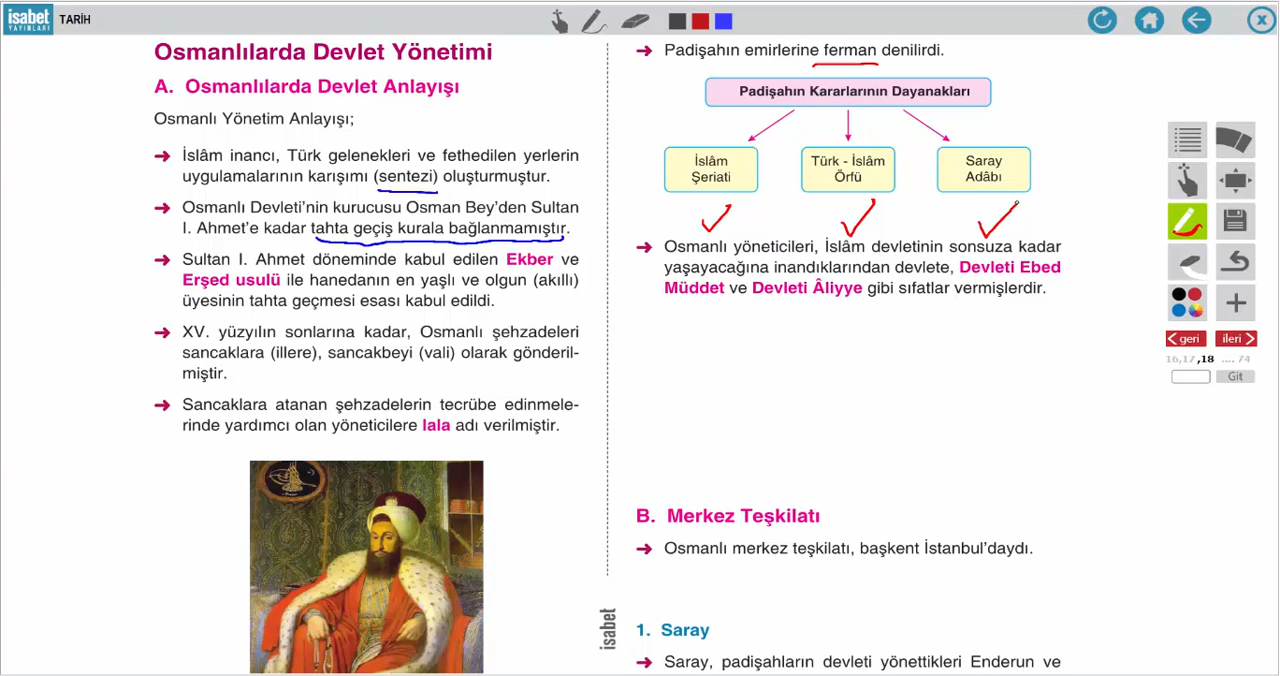 isabet
YAYINLARI
TARİH
Osmanlılarda Devlet Yönetimi
A. Osmanlılarda Devlet Anlayışı
Osmanlı Yönetim Anlayışı;
➔ İslâm inancı, Türk gelenekleri ve fethedilen yerlerin
uygulamalarının karışımı (sentezi) oluşturmuştur.
➔ Osmanlı Devleti'nin kurucusu Osman Bey'den Sultan
I. Ahmet'e kadar tahta geçiş kurala bağlanmamıştır.
➔ Sultan I. Ahmet döneminde kabul edilen Ekber ve
Erşed usulü ile hanedanın en yaşlı ve olgun (akıllı)
üyesinin tahta geçmesi esası kabul edildi.
➔ XV. yüzyılın sonlarına kadar, Osmanlı şehzadeleri
sancaklara (illere), sancakbeyi (vali) olarak gönderil-
miştir.
➔ Sancaklara atanan şehzadelerin tecrübe edinmele-
rinde yardımcı olan yöneticilere lala adı verilmiştir.
➔ Padişahın emirlerine ferman denilirdi.
Padişahın Kararlarının Dayanakları
İslâm
Şeriati
Türk - İslâm
Örfü
Saray
Adâbı
➔ Osmanlı yöneticileri, İslâm devletinin sonsuza kadar
yaşayacağına inandıklarından devlete, Devleti Ebed
Müddet ve Devleti Âliyye gibi sıfatlar vermişlerdir.
B. Merkez Teşkilatı
➔ Osmanlı merkez teşkilatı, başkent İstanbul'daydı.
1. Saray
➔ Saray, padişahların devleti yönettikleri Enderun ve
isabet
geri
ileri
16,17,18 .... 74
Git